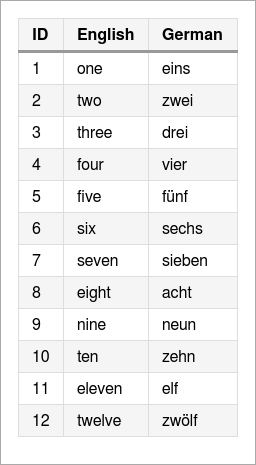 ID English German
1 one eins
2 two zwei
3 three drei
4 four vier
5 five fünf
6 six sechs
7 seven sieben
8 eight acht
9 nine neun
10 ten zehn
11 eleven elf
12 twelve zwölf